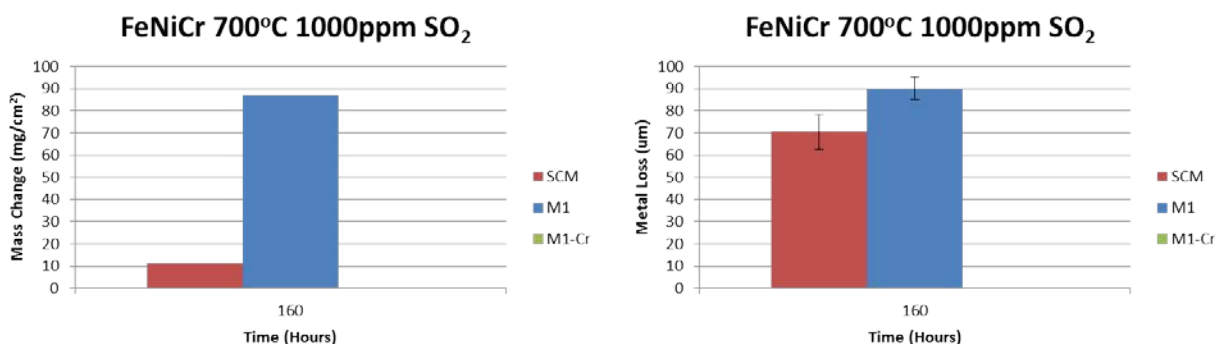 FeNiCr 700°C 1000ppm SO₂
Mass Change (mg/cm²)
100
90
80
70
60
50
40
30
20
10
0
160
Time (Hours)
SCM
M1
M1-Cr
FeNiCr 700°C 1000ppm SO₂
Metal Loss (um)
100
90
80
70
60
50
40
30
20
10
0
160
Time (Hours)
SCM
M1
M1-Cr